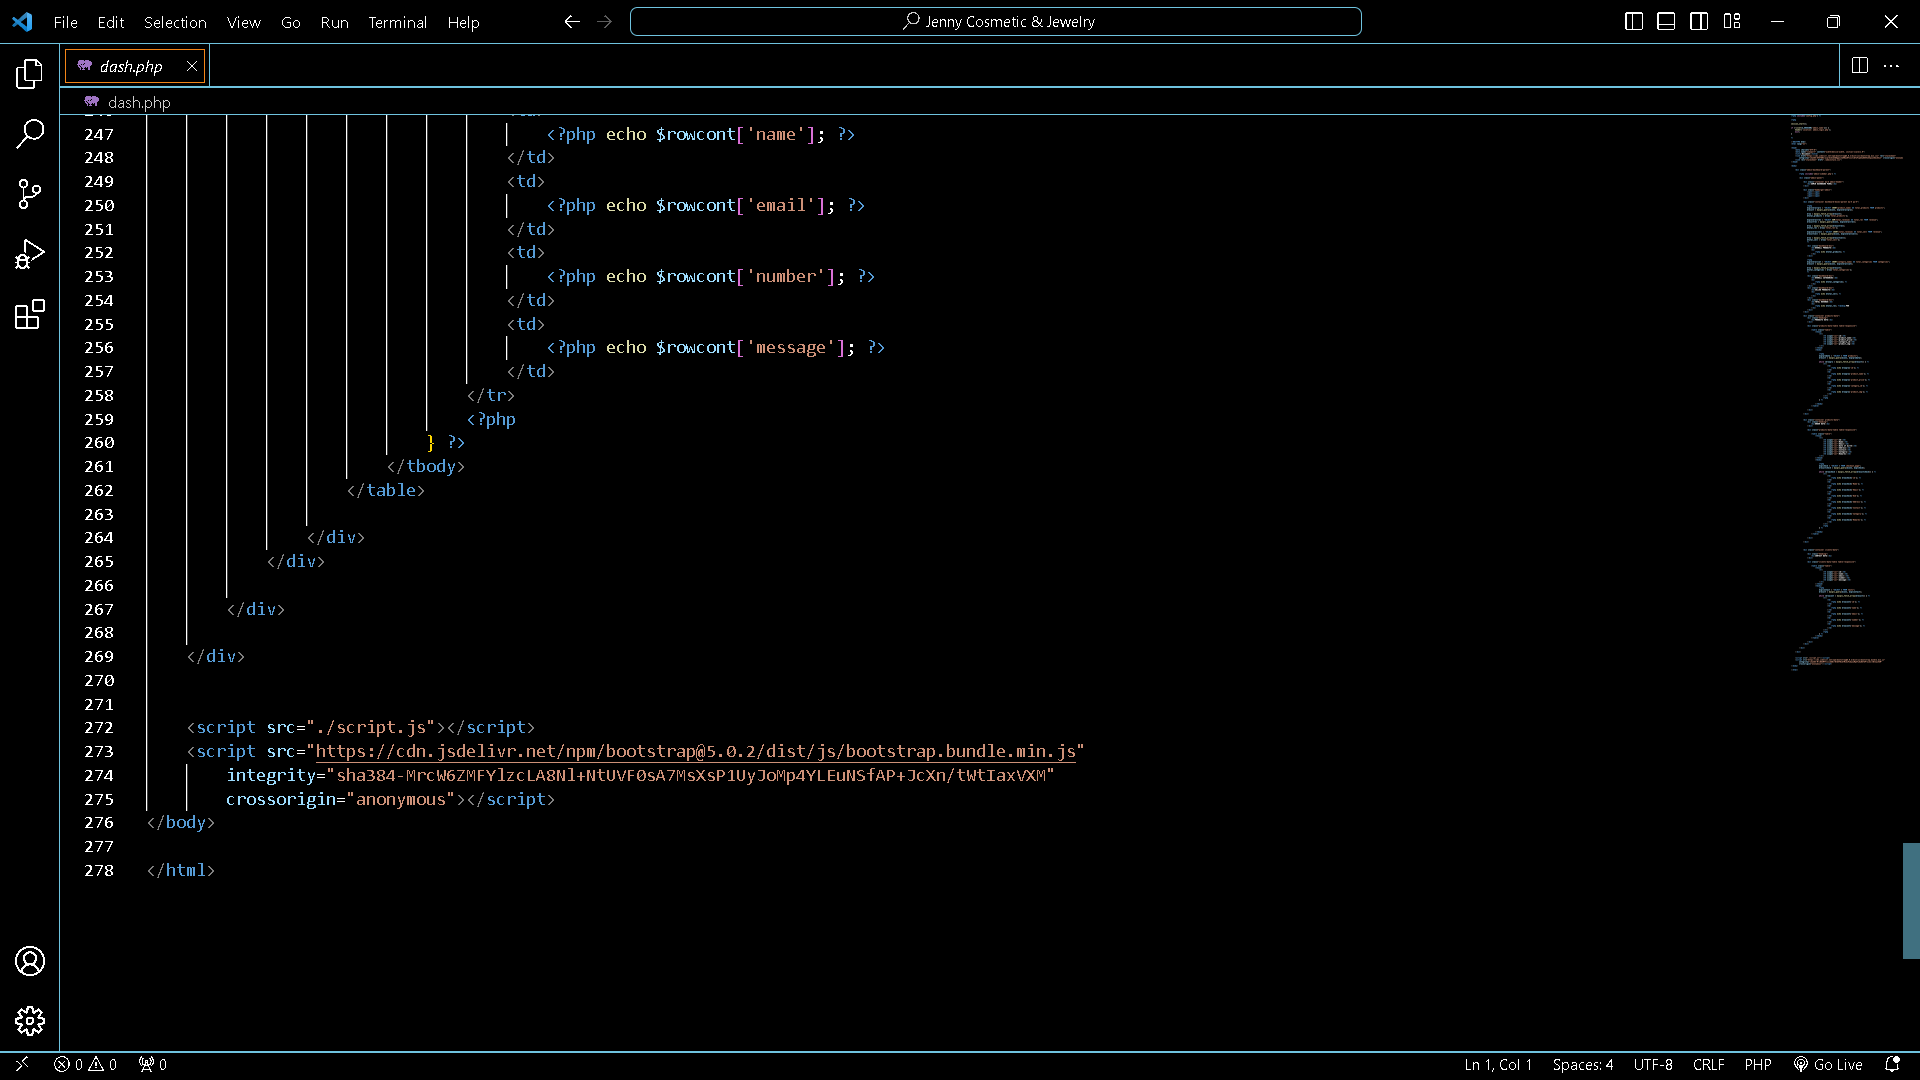 File Edit Selection View Go Run Terminal Help
Jenny Cosmetic & Jewelry
dash.php
dash.php
247 <?php echo $rowcont['name']; ?>
248 </td>
249 <td>
250 <?php echo $rowcont['email']; ?>
251 </td>
252 <td>
253 <?php echo $rowcont['number']; ?>
254 </td>
255 <td>
256 <?php echo $rowcont['message']; ?>
257 </td>
258 </tr>
259 <?php
260 } ?>
261 </tbody>
262 </table>
263
264 </div>
265 </div>
266
267 </div>
268
269 </div>
270
271
272 <script src="./script.js"></script>
273 <script src="https://cdn.jsdelivr.net/npm/bootstrap@5.0.2/dist/js/bootstrap.bundle.min.js"
274 integrity="sha384-MrcW6ZMFYlzcLA8Nl+NtUVF0sA7MsXsP1UyJoMp4YLEuNSfAP+JcXn/tWtIaxVXM"
275 crossorigin="anonymous"></script>
276 </body>
277
278 </html>
0 0 0
Ln 1, Col 1 Spaces: 4 UTF-8 CRLF PHP Go Live